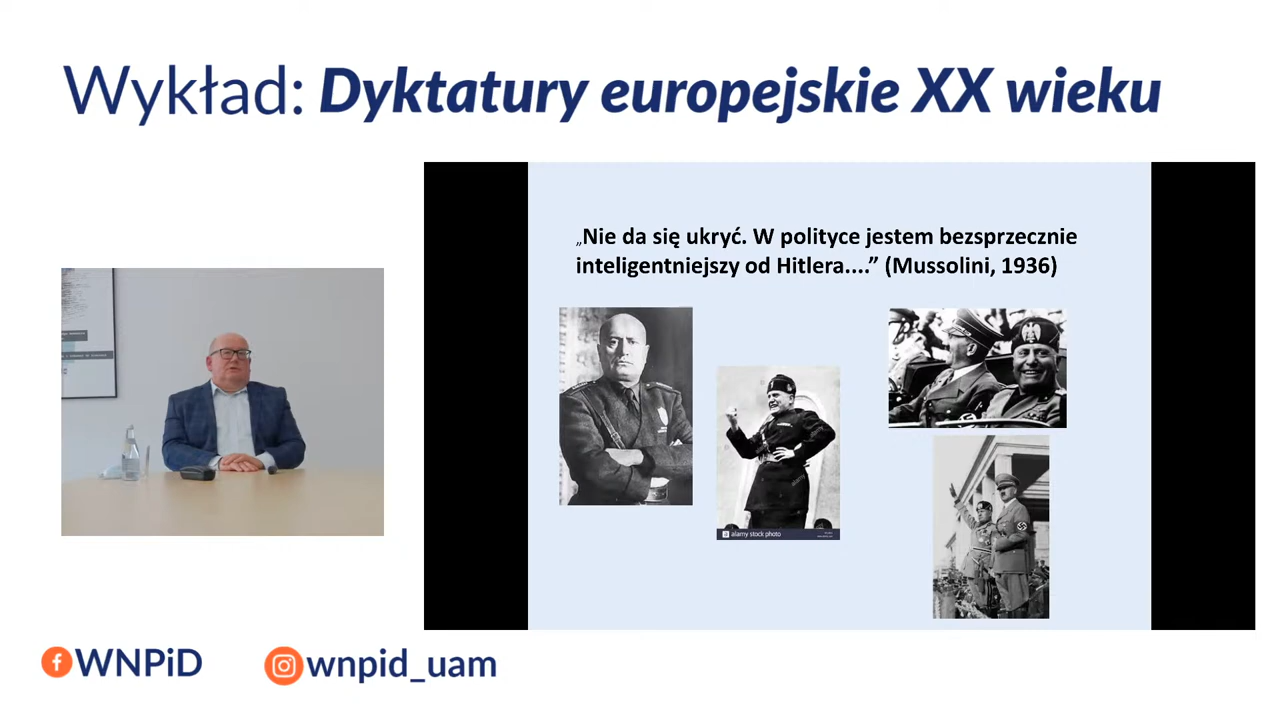 Wykład: Dyktatury europejskie XX wieku
„Nie da się ukryć. W polityce jestem bezsprzecznie
inteligentniejszy od Hitlera....” (Mussolini, 1936)
alamy stock photo
WNPiD
wnpid_uam